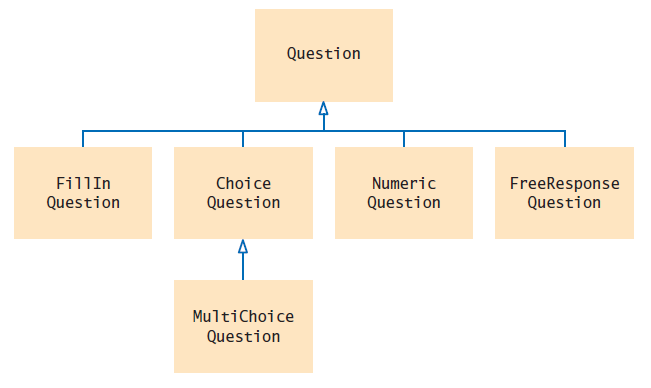 Question
FillIn
Question
Choice
Question
Numeric
Question
FreeResponse
Question
MultiChoice
Question